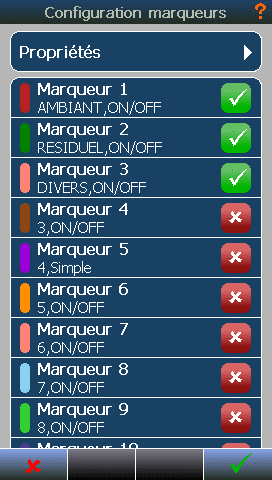 Configuration marqueurs ?
Propriétés
Marqueur 1
AMBIANT,ON/OFF
Marqueur 2
RESIDUEL,ON/OFF
Marqueur 3
DIVERS,ON/OFF
Marqueur 4
3,ON/OFF
Marqueur 5
4,Simple
Marqueur 6
5,ON/OFF
Marqueur 7
6,ON/OFF
Marqueur 8
7,ON/OFF
Marqueur 9
8,ON/OFF
Marqueur 10